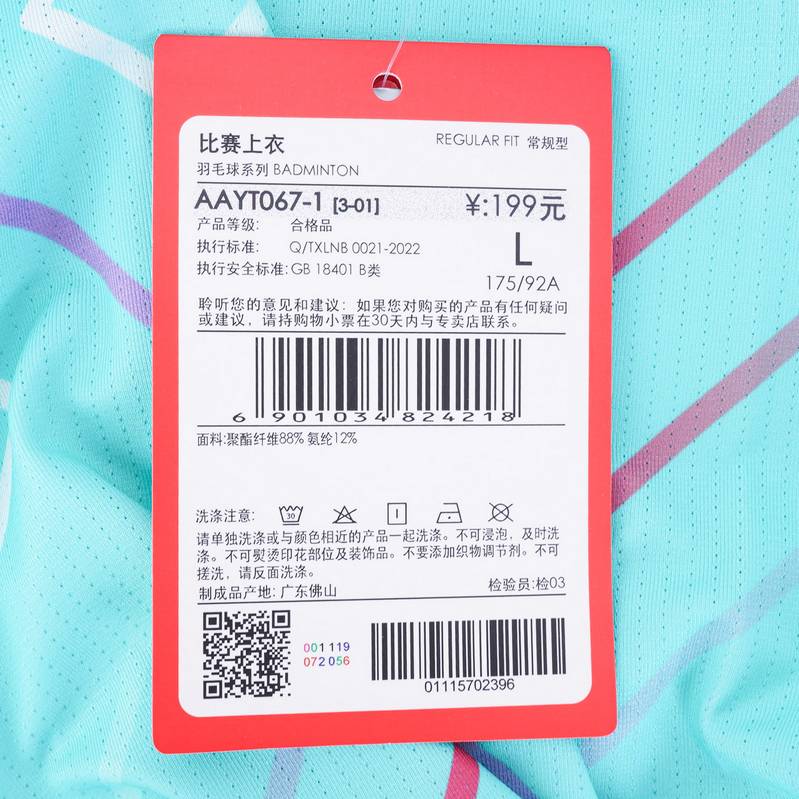 比赛上衣
REGULAR FIT 常规型
羽毛球系列 BADMINTON
AAYT067-1 [3-01]
¥:199元
产品等级: 合格品
执行标准: Q/TXLNB 0021-2022
L
执行安全标准:GB 18401 B类
175/92A
聆听您的意见和建议：如果您对购买的产品有任何疑问
或建议，请持购物小票在30天内与专卖店联系。
6 901034 824218
面料:聚酯纤维88% 氨纶12%
洗涤注意:
30
请单独洗涤或与颜色相近的产品一起洗涤。不可浸泡，及时洗
涤。不可熨烫印花部位及装饰品。不要添加织物调节剂。不可
搓洗，请反面洗涤。
检验员:检03
制成品产地: 广东佛山
001 119
072 056
01115702396